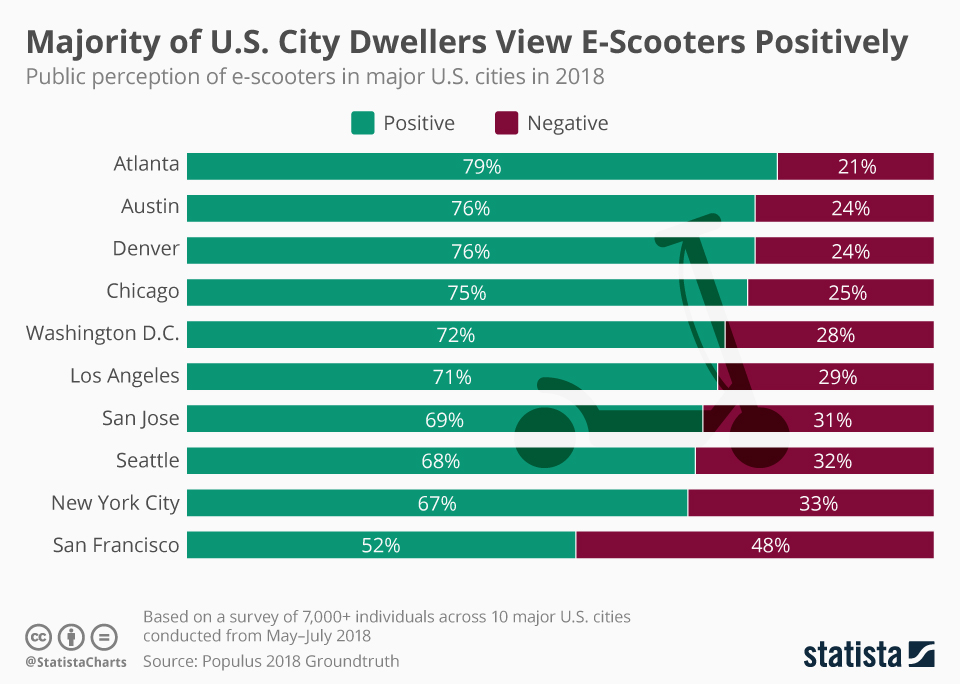 Majority of U.S. City Dwellers View E-Scooters Positively
Public perception of e-scooters in major U.S. cities in 2018
Positive Negative
Atlanta 79% 21%
Austin 76% 24%
Denver 76% 24%
Chicago 75% 25%
Washington D.C. 72% 28%
Los Angeles 71% 29%
San Jose 69% 31%
Seattle 68% 32%
New York City 67% 33%
San Francisco 52% 48%
Based on a survey of 7,000+ individuals across 10 major U.S. cities
conducted from May–July 2018
cc
@StatistaCharts Source: Populus 2018 Groundtruth
statista